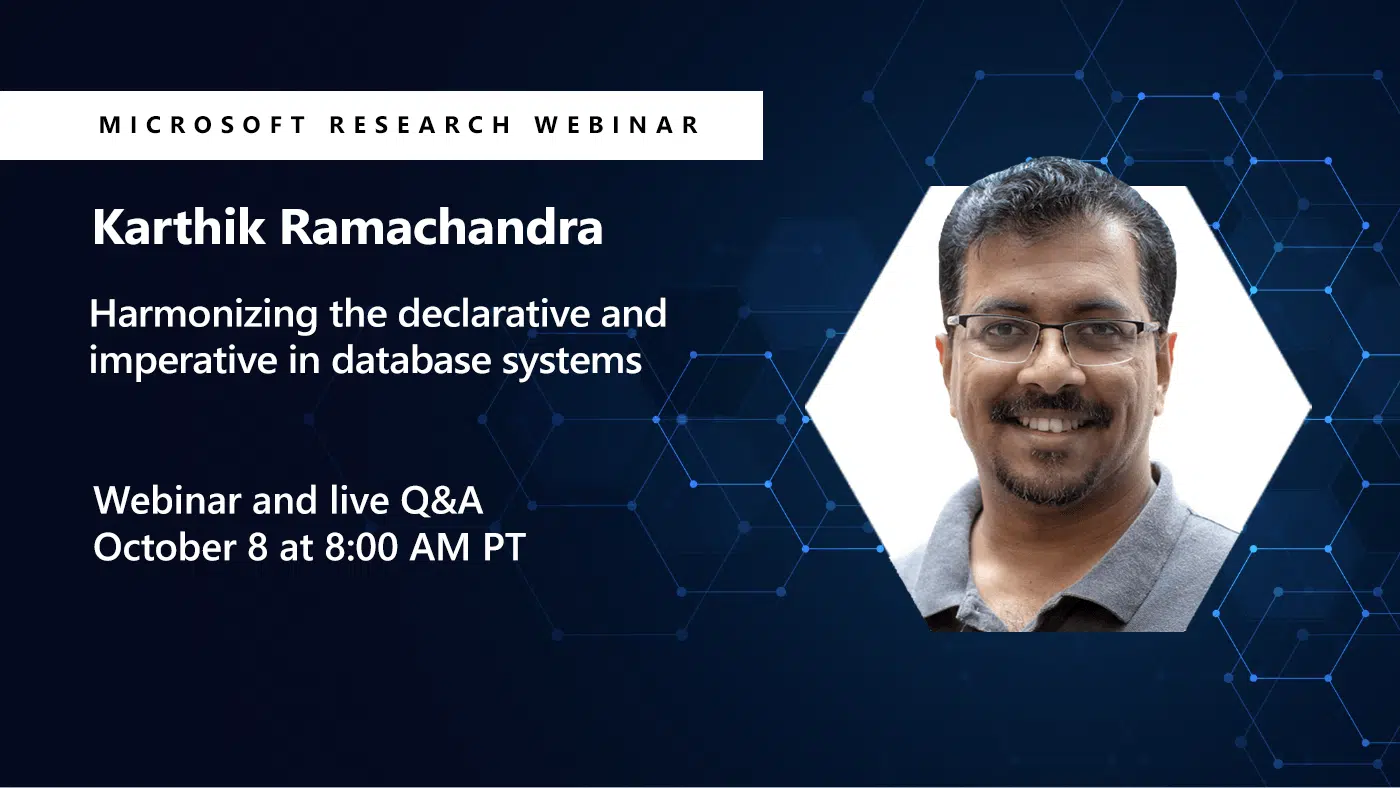 MICROSOFT RESEARCH WEBINAR
Karthik Ramachandra
Harmonizing the declarative and
imperative in database systems
Webinar and live Q&A
October 8 at 8:00 AM PT